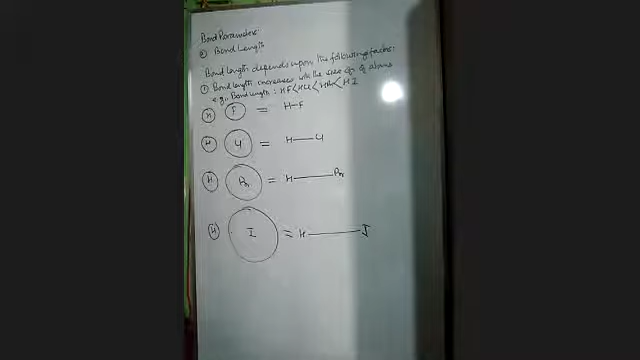 Bond Parameters:
① Bond Length
Bond length depends upon the following factors:
① Bond length increases with the size of atoms
e.g., Bond length: HF < HCl < HBr < HI
H F = H-F
H Cl = H—Cl
H Br = H—Br
H I = H—I